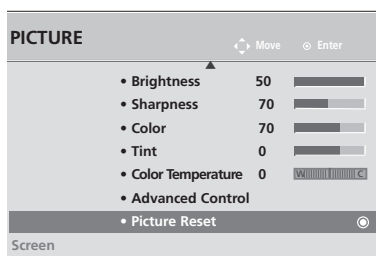 PICTURE Move Enter
• Brightness 50
• Sharpness 70
• Color 70
• Tint 0
• Color Temperature 0 W C
• Advanced Control
• Picture Reset
Screen